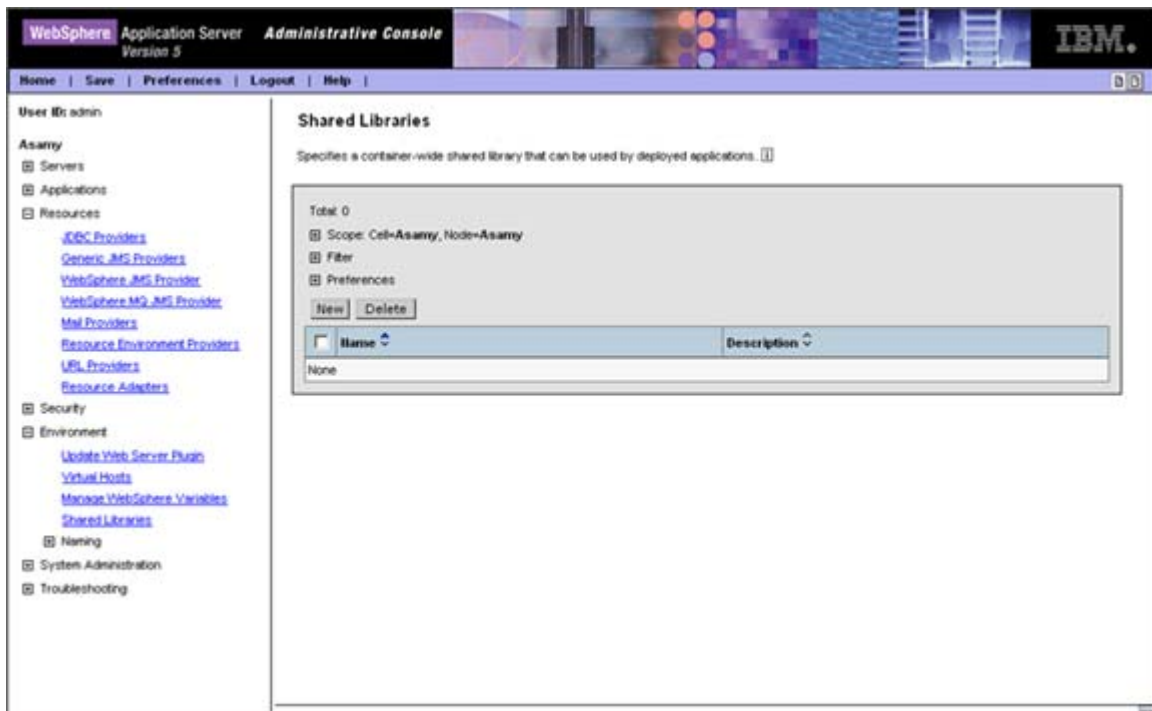 WebSphere Application Server Administrative Console
Version 5
IBM.
Home | Save | Preferences | Logout | Help |
User ID: admin
Asamy
Servers
Applications
Resources
JDBC Providers
Generic JMS Providers
WebSphere JMS Provider
WebSphere MQ JMS Provider
Mail Providers
Resource Environment Providers
URL Providers
Resource Adapters
Security
Environment
Update Web Server Plugin
Virtual Hosts
Manage WebSphere Variables
Shared Libraries
Naming
System Administration
Troubleshooting
Shared Libraries
Specifies a container-wide shared library that can be used by deployed applications. i
Total: 0
Scope: Cell=Asamy, Node=Asamy
Filter
Preferences
New Delete
Name Description
None